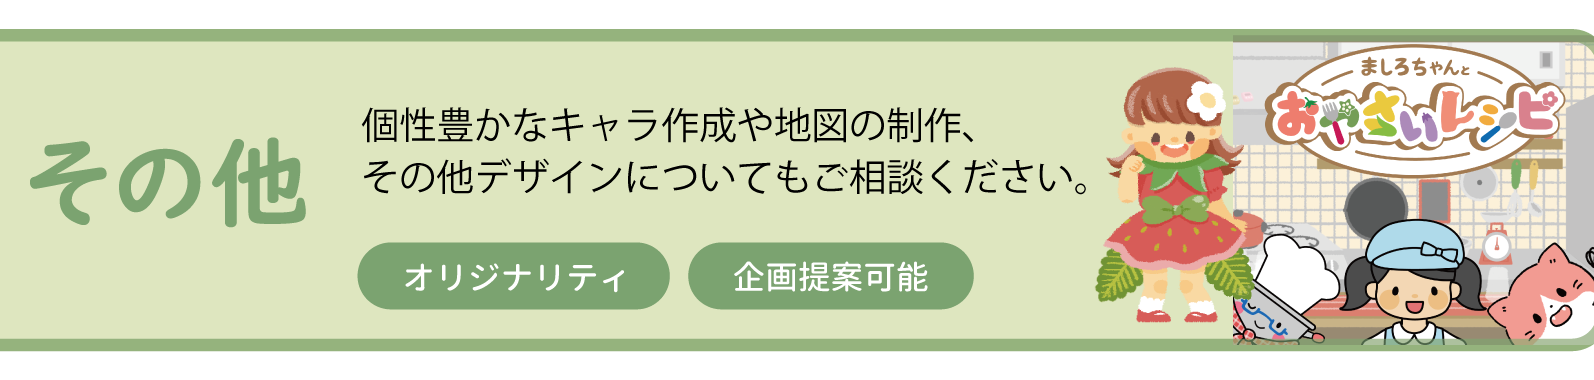 その他
個性豊かなキャラ作成や地図の制作、
その他デザインについてもご相談ください。
オリジナリティ
企画提案可能
ましろちゃんと
おやさいレシピ